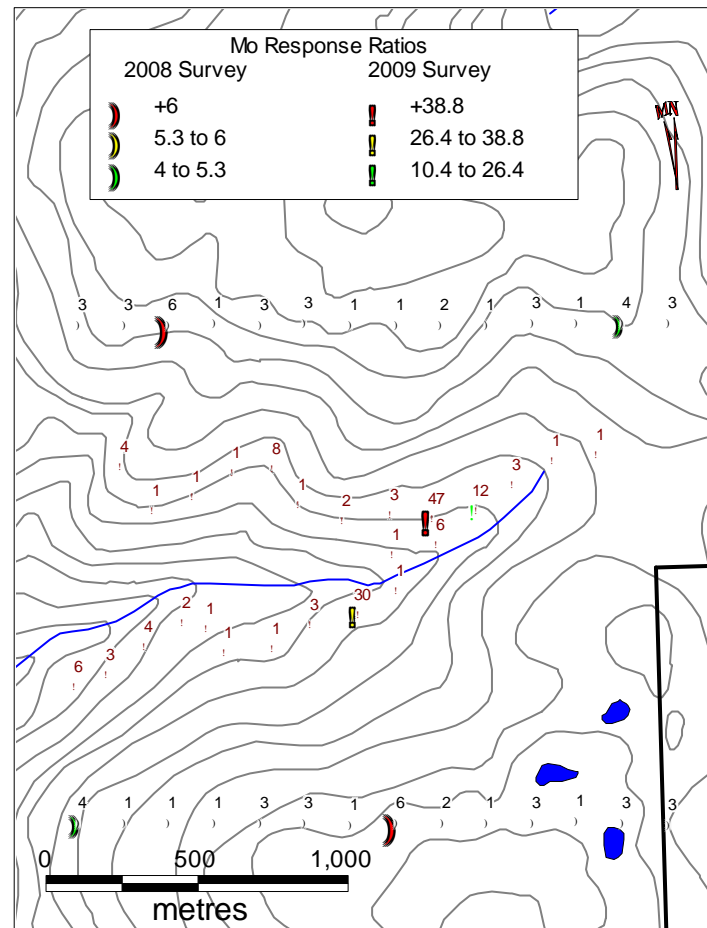 Mo Response Ratios
2008 Survey 2009 Survey
+6 +38.8
5.3 to 6 26.4 to 38.8
4 to 5.3 10.4 to 26.4
MN
3 3 6 1 3 3 1 1 2 1 3 1 4 3
1 1
4 1 8 3
1 1 1 2 3 47 12
1 6
1
2 1 3 30
4 1 1
6 3
4 1 1 1 3 3 1 6 2 1 3 1 3 3
0 500 1,000
metres